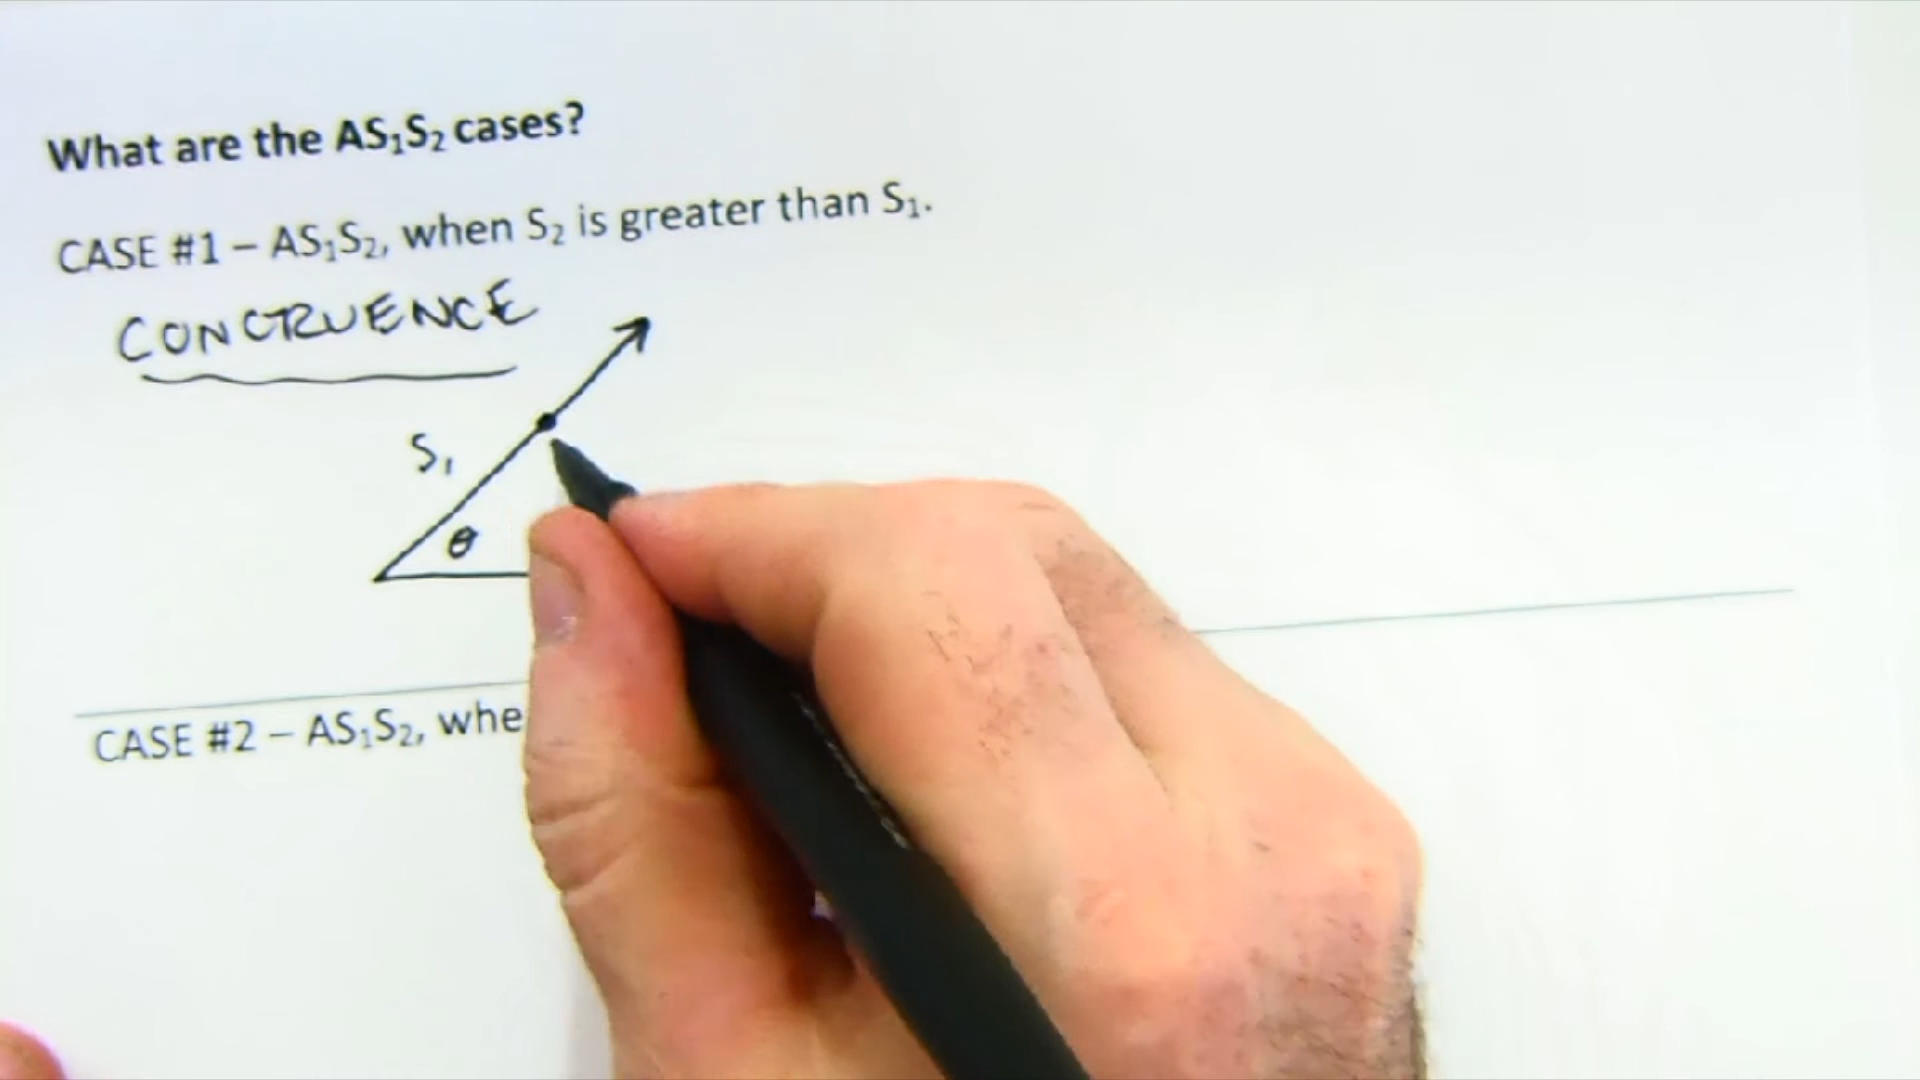 What are the AS₁S₂ cases?
CASE #1 – AS₁S₂, when S₂ is greater than S₁.
CONGRUENCE
S₁
θ
CASE #2 – AS₁S₂, whe